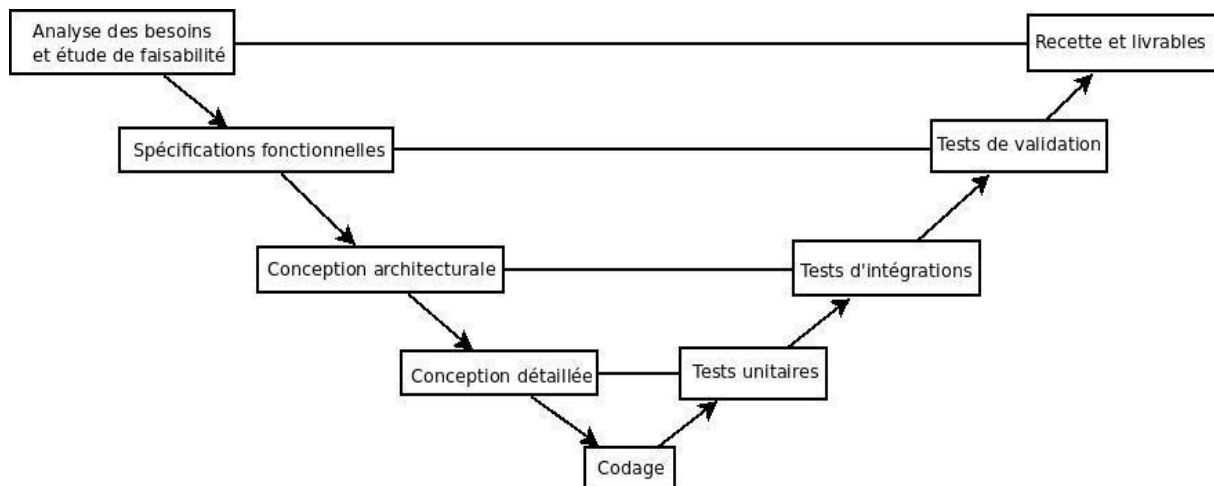 Analyse des besoins
et étude de faisabilité
Recette et livrables
Spécifications fonctionnelles
Tests de validation
Conception architecturale
Tests d'intégrations
Conception détaillée
Tests unitaires
Codage